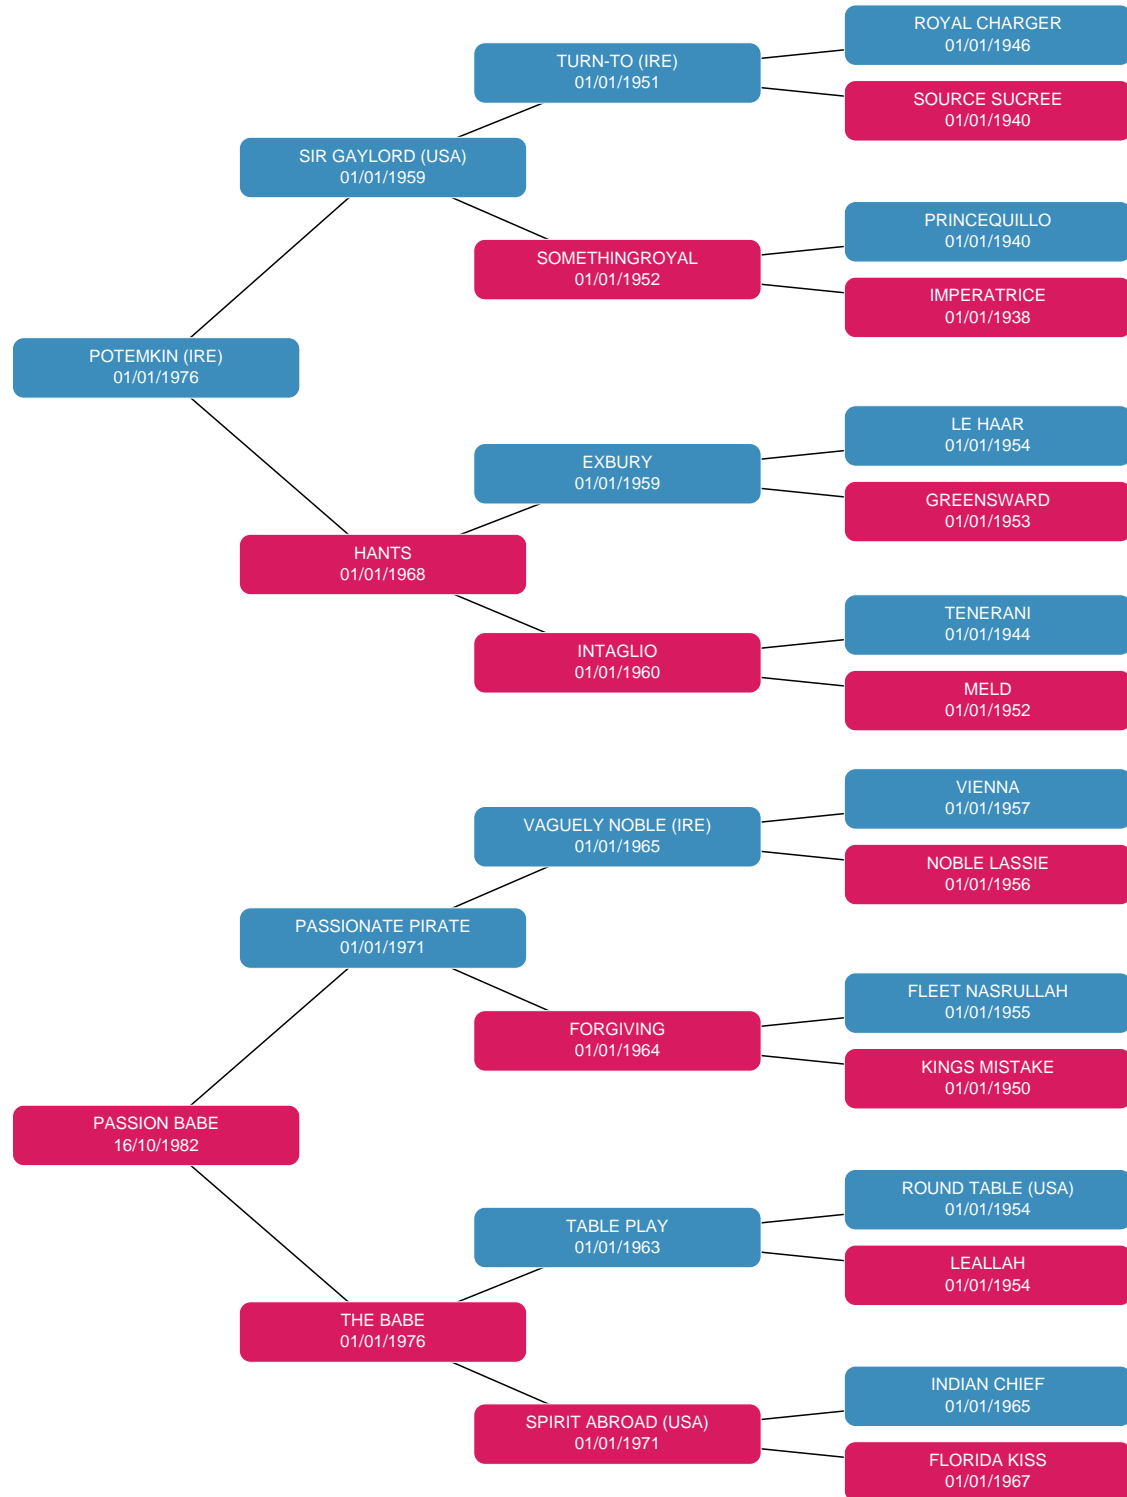 ROYAL CHARGER
01/01/1946
TURN-TO (IRE)
01/01/1951
SOURCE SUCREE
01/01/1940
SIR GAYLORD (USA)
01/01/1959
PRINCEQUILLO
01/01/1940
SOMETHINGROYAL
01/01/1952
IMPERATRICE
01/01/1938
POTEMKIN (IRE)
01/01/1976
LE HAAR
01/01/1954
EXBURY
01/01/1959
GREENSWARD
01/01/1953
HANTS
01/01/1968
TENERANI
01/01/1944
INTAGLIO
01/01/1960
MELD
01/01/1952
VIENNA
01/01/1957
VAGUELY NOBLE (IRE)
01/01/1965
NOBLE LASSIE
01/01/1956
PASSIONATE PIRATE
01/01/1971
FLEET NASRULLAH
01/01/1955
FORGIVING
01/01/1964
KINGS MISTAKE
01/01/1950
PASSION BABE
16/10/1982
ROUND TABLE (USA)
01/01/1954
TABLE PLAY
01/01/1963
LEALLAH
01/01/1954
THE BABE
01/01/1976
INDIAN CHIEF
01/01/1965
SPIRIT ABROAD (USA)
01/01/1971
FLORIDA KISS
01/01/1967